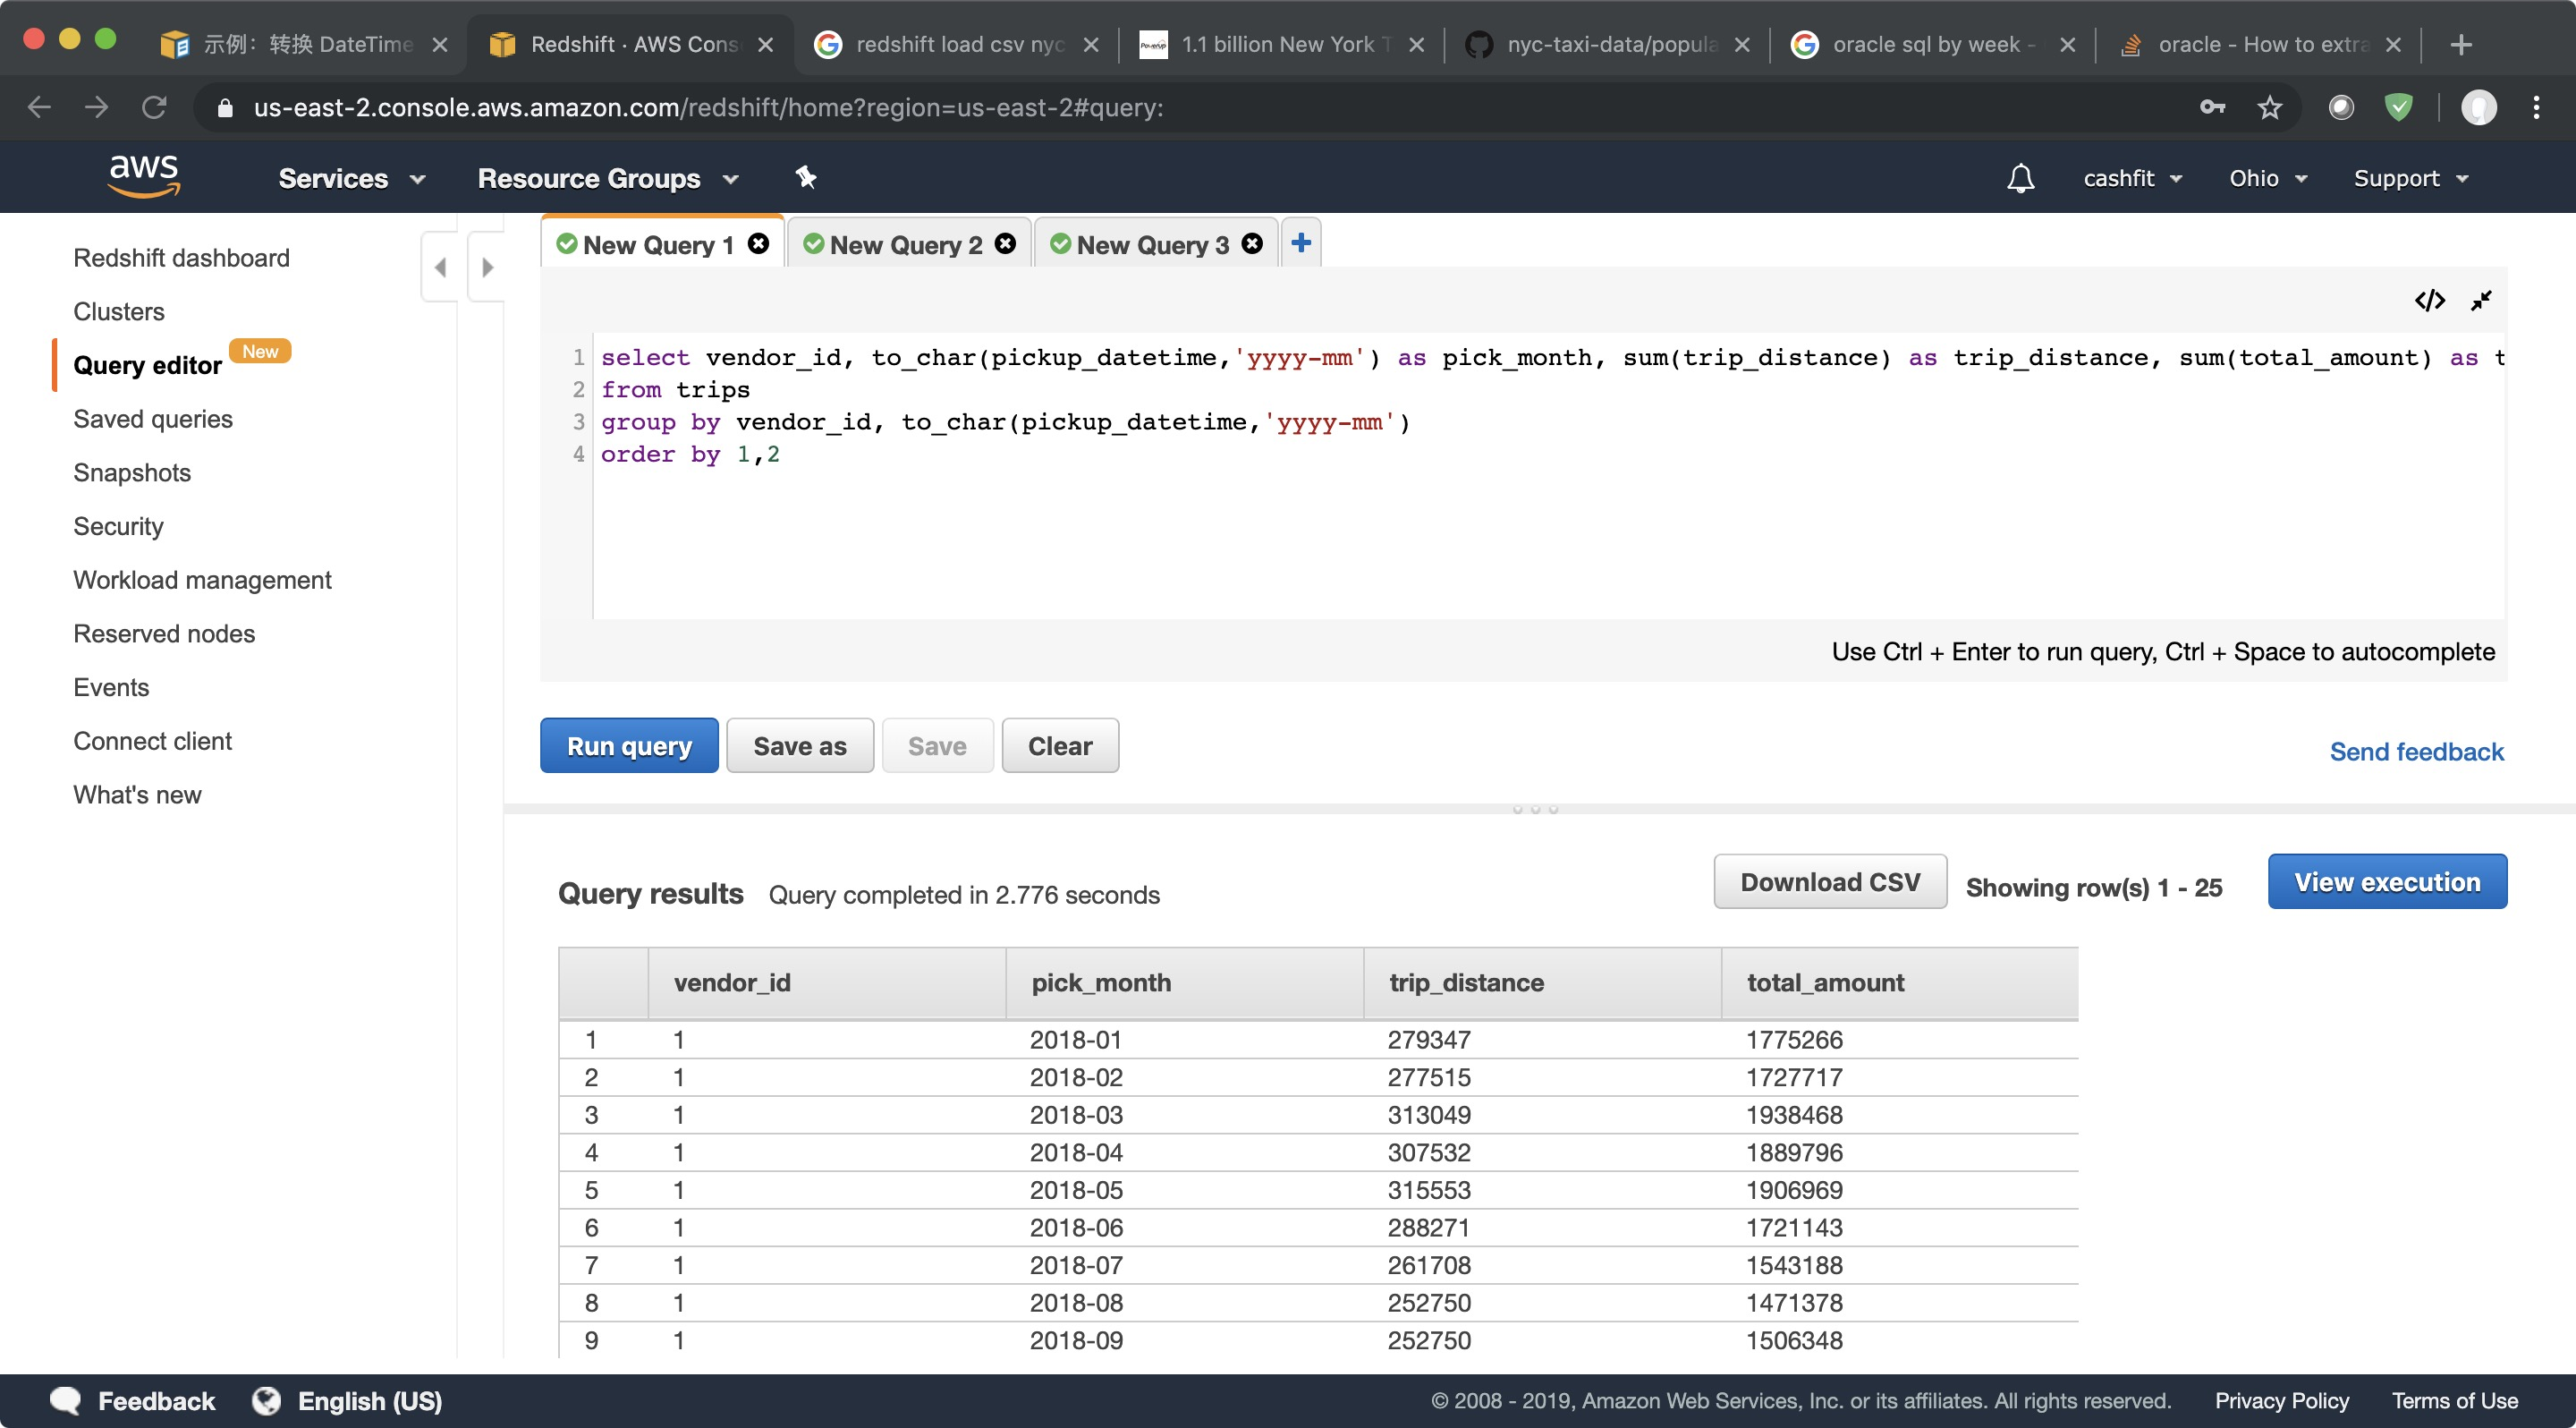 示例：转换 DateTime
Redshift · AWS Cons
redshift load csv nyc
1.1 billion New York T
nyc-taxi-data/popula
oracle sql by week -
oracle - How to extra
us-east-2.console.aws.amazon.com/redshift/home?region=us-east-2#query:
aws Services Resource Groups cashfit Ohio Support
Redshift dashboard
Clusters
Query editor New
Saved queries
Snapshots
Security
Workload management
Reserved nodes
Events
Connect client
What's new
New Query 1 New Query 2 New Query 3
1 select vendor_id, to_char(pickup_datetime,'yyyy-mm') as pick_month, sum(trip_distance) as trip_distance, sum(total_amount) as t
2 from trips
3 group by vendor_id, to_char(pickup_datetime,'yyyy-mm')
4 order by 1,2
Use Ctrl + Enter to run query, Ctrl + Space to autocomplete
Run query Save as Save Clear
Send feedback
Query results Query completed in 2.776 seconds
Download CSV Showing row(s) 1 - 25 View execution
vendor_id pick_month trip_distance total_amount
1 1 2018-01 279347 1775266
2 1 2018-02 277515 1727717
3 1 2018-03 313049 1938468
4 1 2018-04 307532 1889796
5 1 2018-05 315553 1906969
6 1 2018-06 288271 1721143
7 1 2018-07 261708 1543188
8 1 2018-08 252750 1471378
9 1 2018-09 252750 1506348
Feedback English (US)
© 2008 - 2019, Amazon Web Services, Inc. or its affiliates. All rights reserved. Privacy Policy Terms of Use